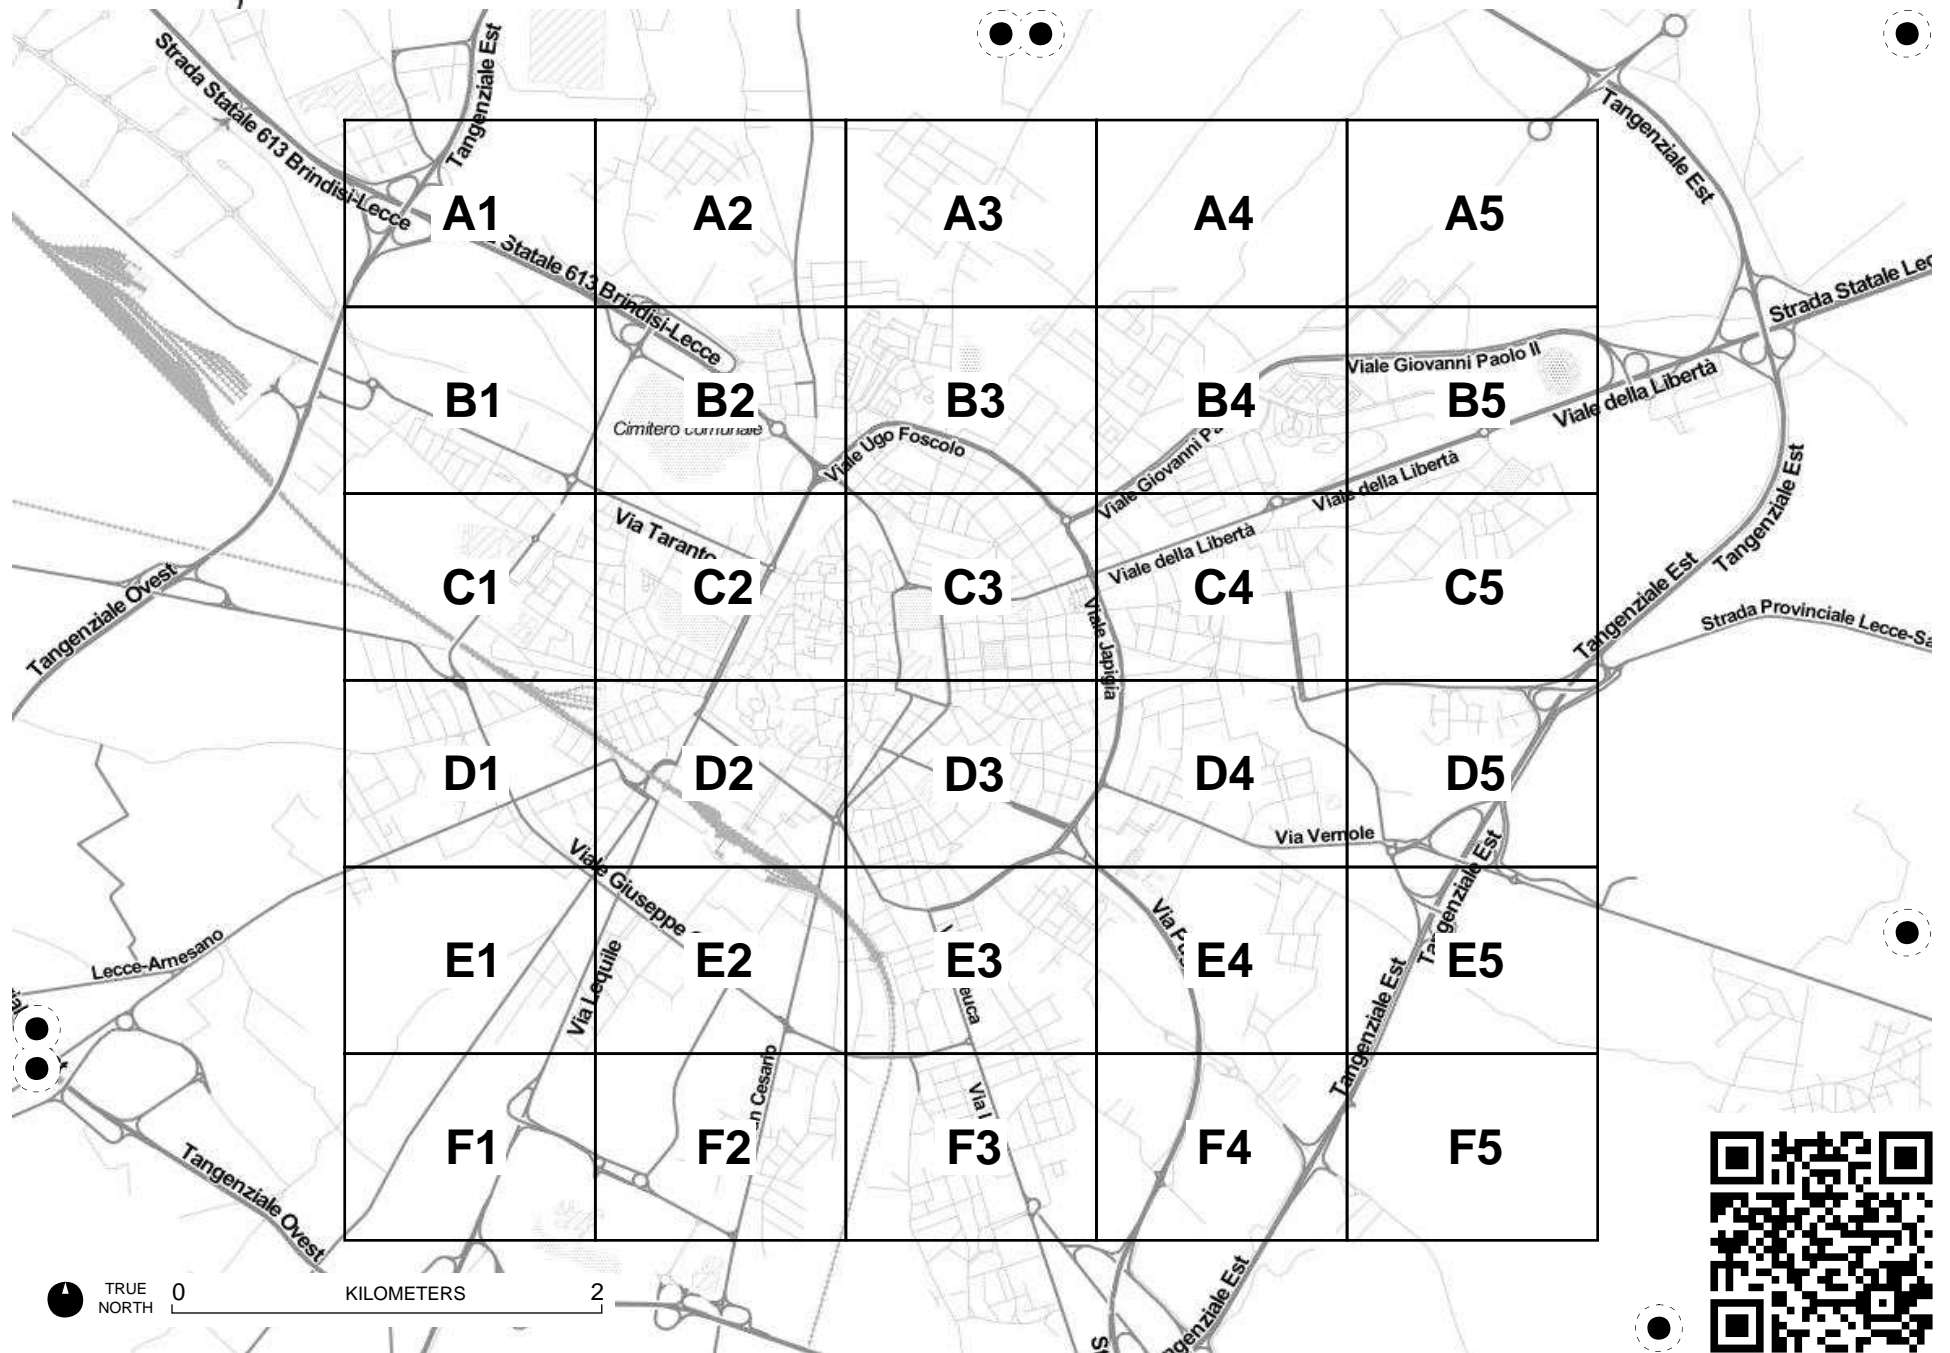 Strada Statale 613 Brindisi-Lecce
Tangenziale Est
Tangenziale Est
A1
A2
A3
A4
A5
Statale 613 Brindisi-Lecce
Strada Statale
Viale Giovanni Paolo II
Viale della Libertà
B1
B2
B3
B4
B5
Cimitero comunale
Viale Ugo Foscolo
Viale Giovanni
Viale della Libertà
Tangenziale Est
Via Taranto
Viale della Libertà
Tangenziale Est
Tangenziale Ovest
C1
C2
C3
C4
C5
Viale Japigia
Strada Provinciale
D1
D2
D3
D4
D5
Via Vernole
Viale Giuseppe
Tangenziale Est
Lecce-Arnesano
Via Lequile
E1
E2
E3
E4
E5
Tangenziale Est
F1
F2
F3
F4
F5
Tangenziale Ovest
Tangenziale Est
TRUE
NORTH
0
KILOMETERS
2